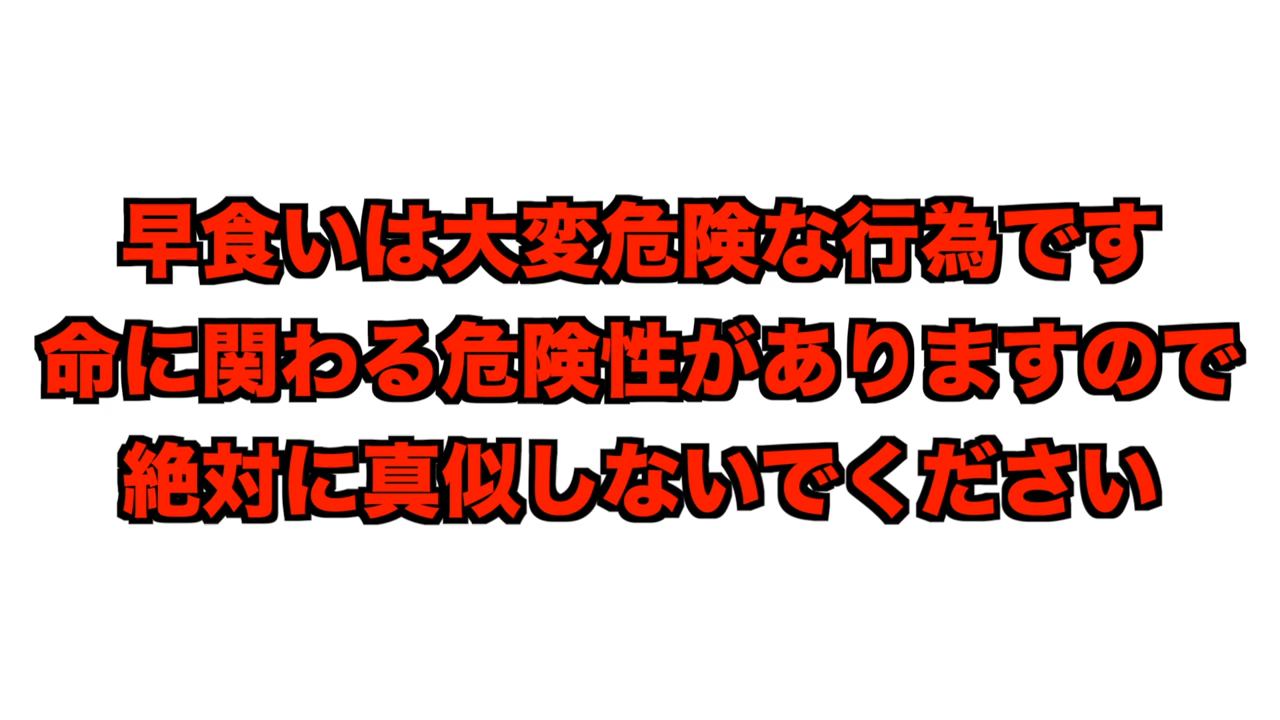 早食いは大変危険な行為です
命に関わる危険性がありますので
絶対に真似しないでください